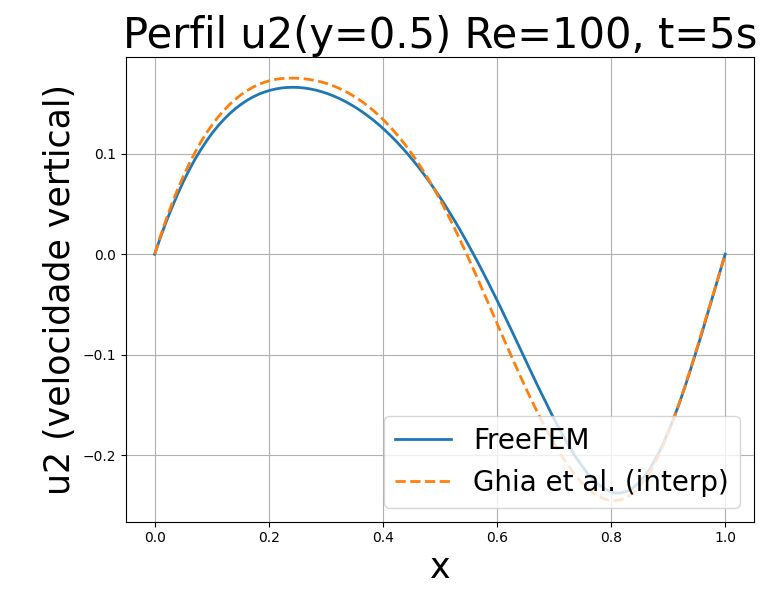 Perfil u2(y=0.5) Re=100, t=5s
u2 (velocidade vertical)
0.1
0.0
−0.1
−0.2
FreeFEM
Ghia et al. (interp)
0.0 0.2 0.4 0.6 0.8 1.0
x